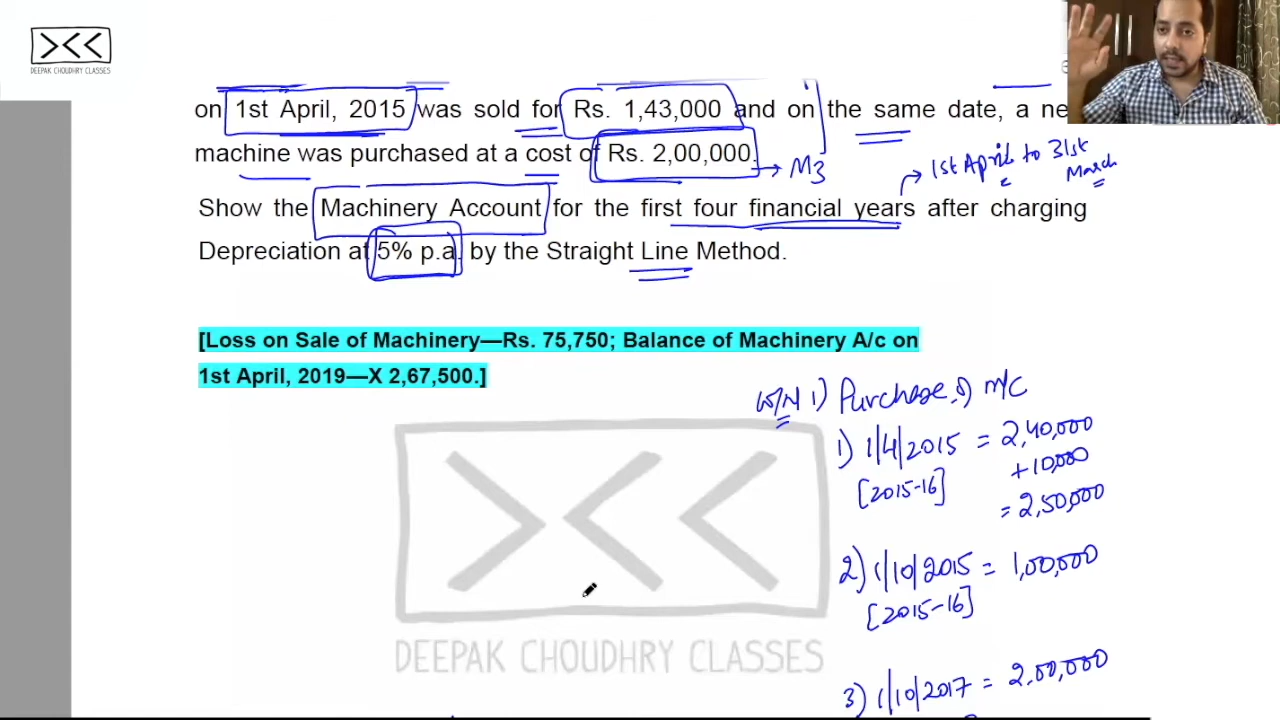 DEEPAK CHOUDHRY CLASSES
on 1st April, 2015 was sold for Rs. 1,43,000 and on the same date, a ne
machine was purchased at a cost of Rs. 2,00,000.
→ M3
→ 1st April to 31st
March
Show the Machinery Account for the first four financial years after charging
Depreciation at 5% p.a. by the Straight Line Method.
[Loss on Sale of Machinery—Rs. 75,750; Balance of Machinery A/c on
1st April, 2019—X 2,67,500.]
W/N 1) Purchase of m/c
1) 1/4/2015 = 2,40,000
+10,000
[2015-16]
= 2,50,000
2) 1/10/2015 = 1,00,000
[2015-16]
DEEPAK CHOUDHRY CLASSES
3) 1/10/2017 = 2,00,000